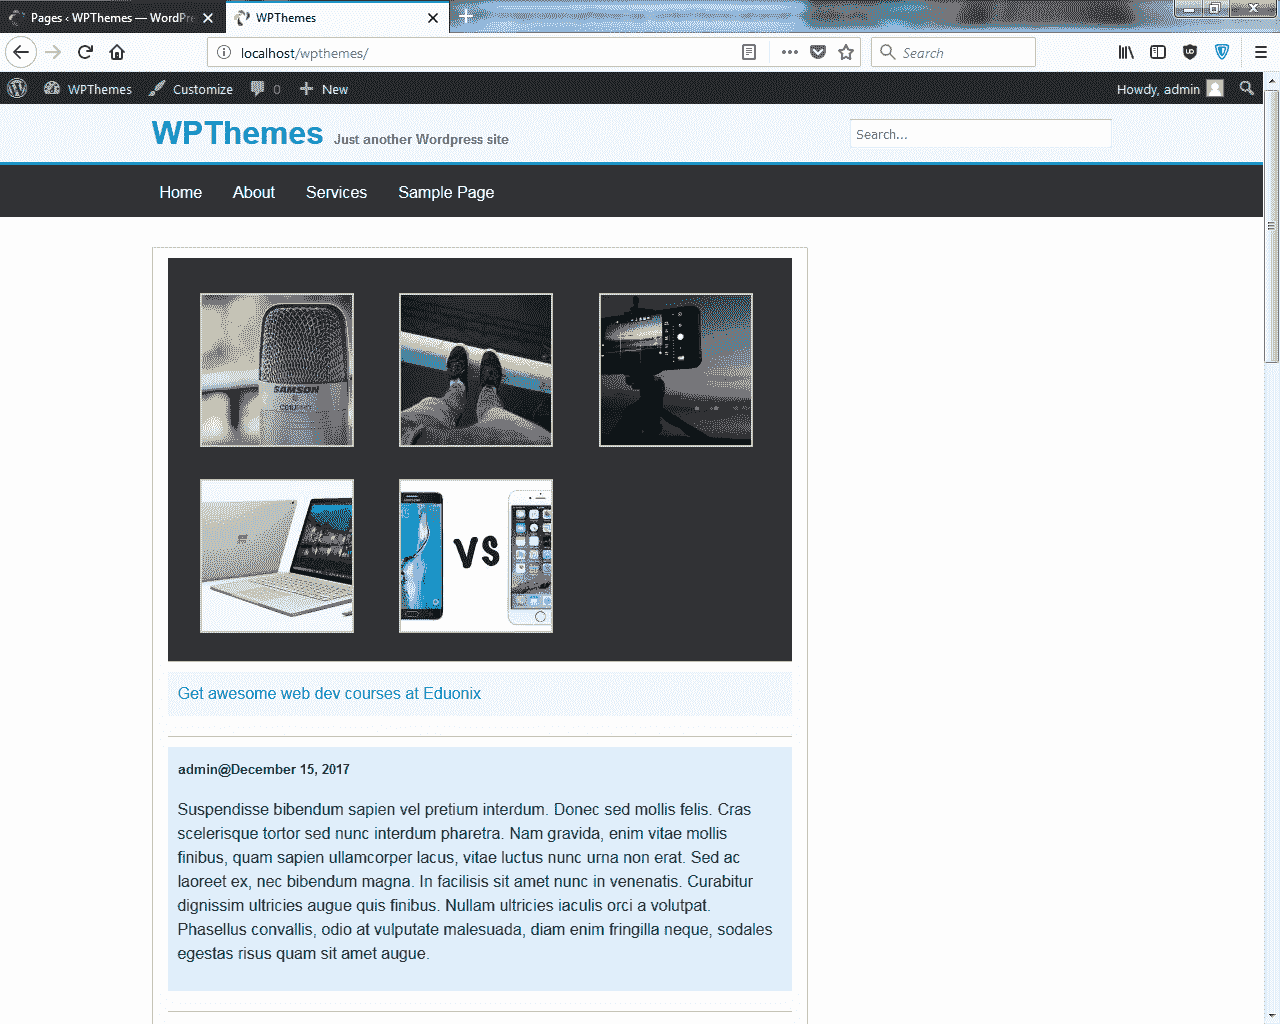 Pages ‹ WPThemes — WordPre
WPThemes
localhost/wpthemes/
Search
WPThemes
Customize
0
New
Howdy, admin
WPThemes Just another Wordpress site
Search...
Home
About
Services
Sample Page
SAMSON
VS
Get awesome web dev courses at Eduonix
admin@December 15, 2017
Suspendisse bibendum sapien vel pretium interdum. Donec sed mollis felis. Cras
scelerisque tortor sed nunc interdum pharetra. Nam gravida, enim vitae mollis
finibus, quam sapien ullamcorper lacus, vitae luctus nunc urna non erat. Sed ac
laoreet ex, nec bibendum magna. In facilisis sit amet nunc in venenatis. Curabitur
dignissim ultricies augue quis finibus. Nullam ultricies iaculis orci a volutpat.
Phasellus convallis, odio at vulputate malesuada, diam enim fringilla neque, sodales
egestas risus quam sit amet augue.